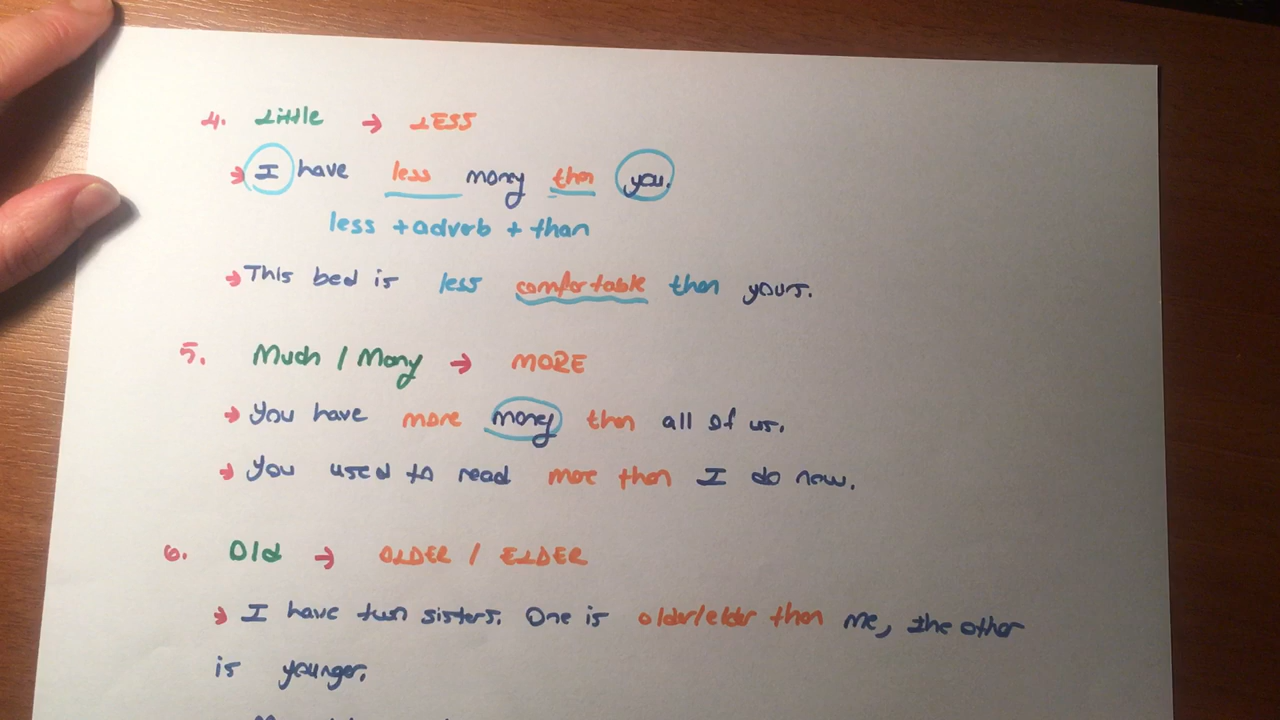 4. Little → LESS
→ I have less money than you.
less + adverb + than
→ This bed is less comfortable than yours.
5. Much / Many → MORE
→ You have more money than all of us.
→ You used to read more than I do now.
6. Old → OLDER / ELDER
→ I have two sisters. One is older/elder than me, the other
is younger.